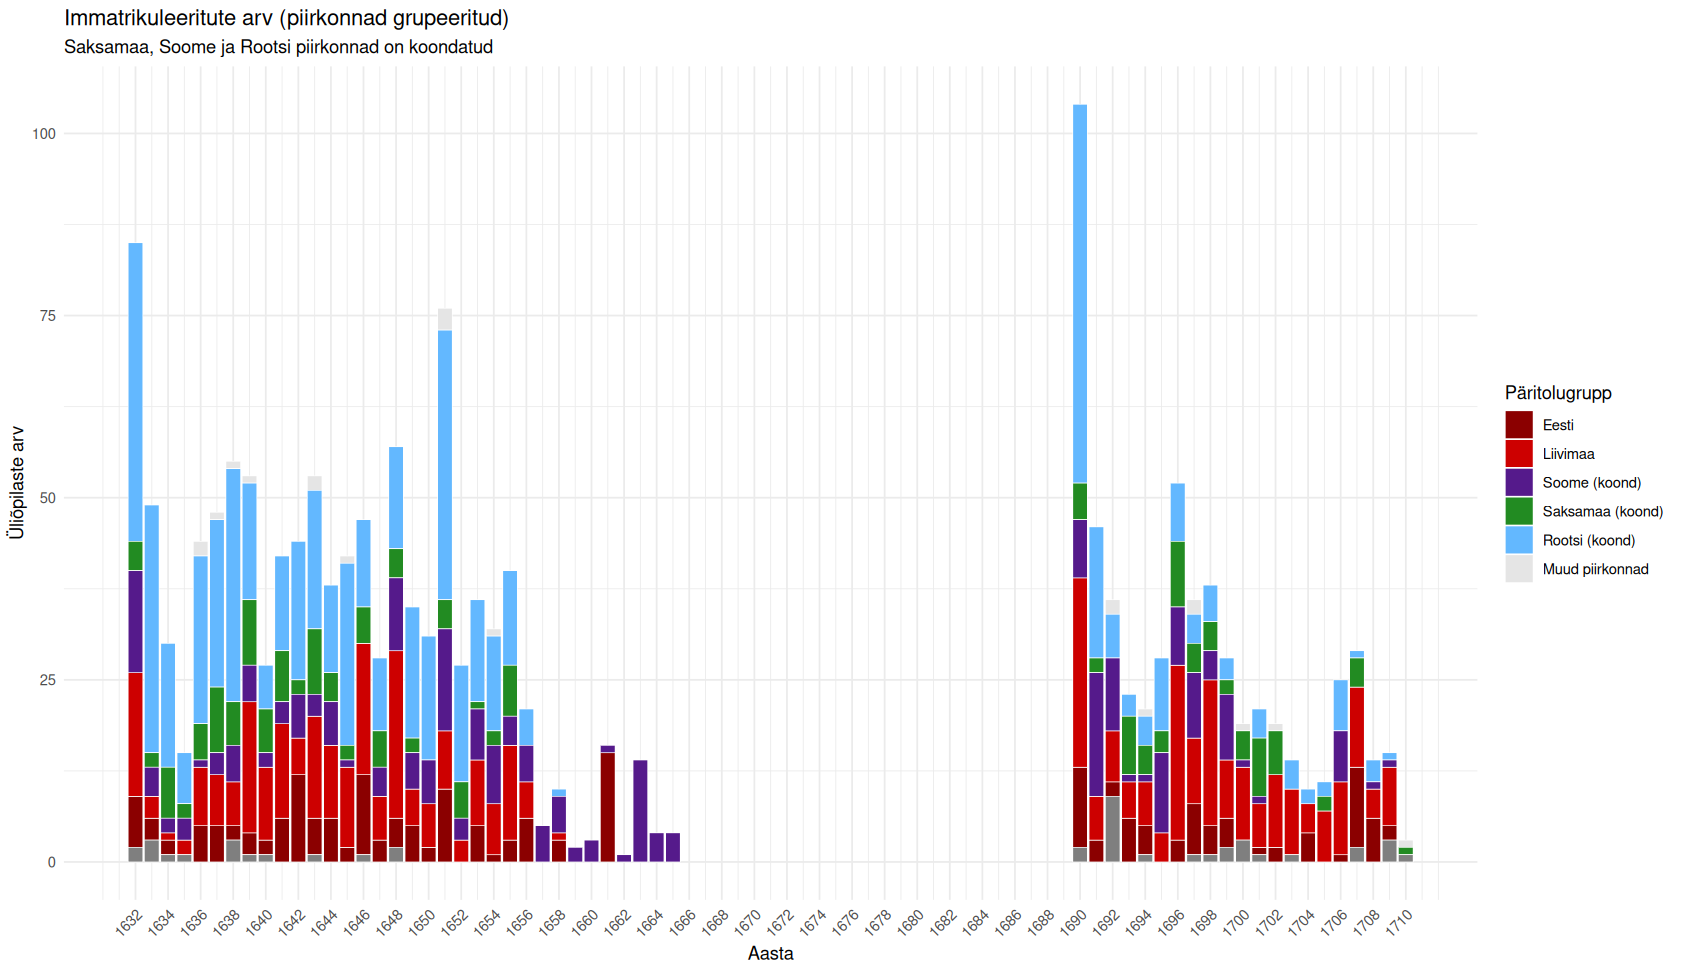 Immatrikuleeritute arv (piirkonnad grupeeritud)
Saksamaa, Soome ja Rootsi piirkonnad on koondatud
Üliõpilaste arv
100
75
50
25
0
1632 1634 1636 1638 1640 1642 1644 1646 1648 1650 1652 1654 1656 1658 1660 1662 1664 1666 1668 1670 1672 1674 1676 1678 1680 1682 1684 1686 1688 1690 1692 1694 1696 1698 1700 1702 1704 1706 1708 1710
Aasta
Päritolugrupp
Eesti
Liivimaa
Soome (koond)
Saksamaa (koond)
Rootsi (koond)
Muud piirkonnad